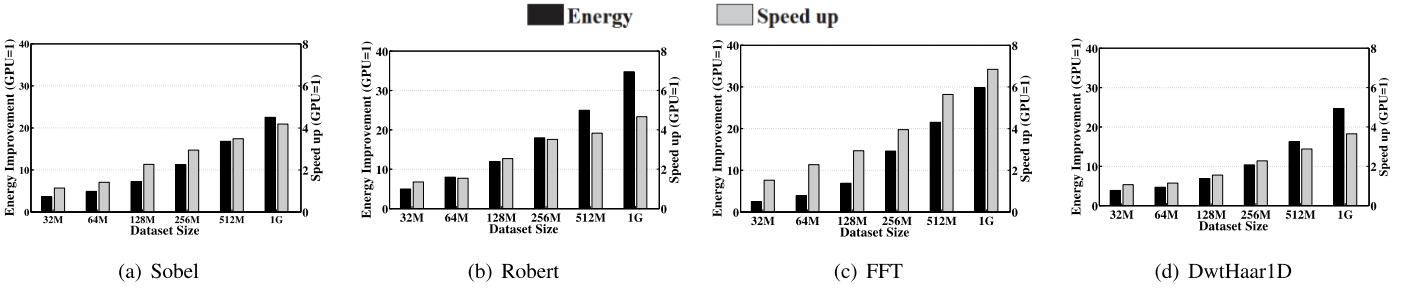 Energy Speed up
Energy Improvement (GPU=1)
40
30
20
10
0
8
6
4
2
0
Speed up (GPU=1)
32M 64M 128M 256M 512M 1G
Dataset Size
(a) Sobel
Energy Improvement (GPU=1)
40
30
20
10
0
8
6
4
2
0
Speed up (GPU=1)
32M 64M 128M 256M 512M 1G
Dataset Size
(b) Robert
Energy Improvement (GPU=1)
40
30
20
10
0
8
6
4
2
0
Speed up (GPU=1)
32M 64M 128M 256M 512M 1G
Dataset Size
(c) FFT
Energy Improvement (GPU=1)
40
30
20
10
0
8
6
4
2
0
Speed up (GPU=1)
32M 64M 128M 256M 512M 1G
Dataset Size
(d) DwtHaar1D